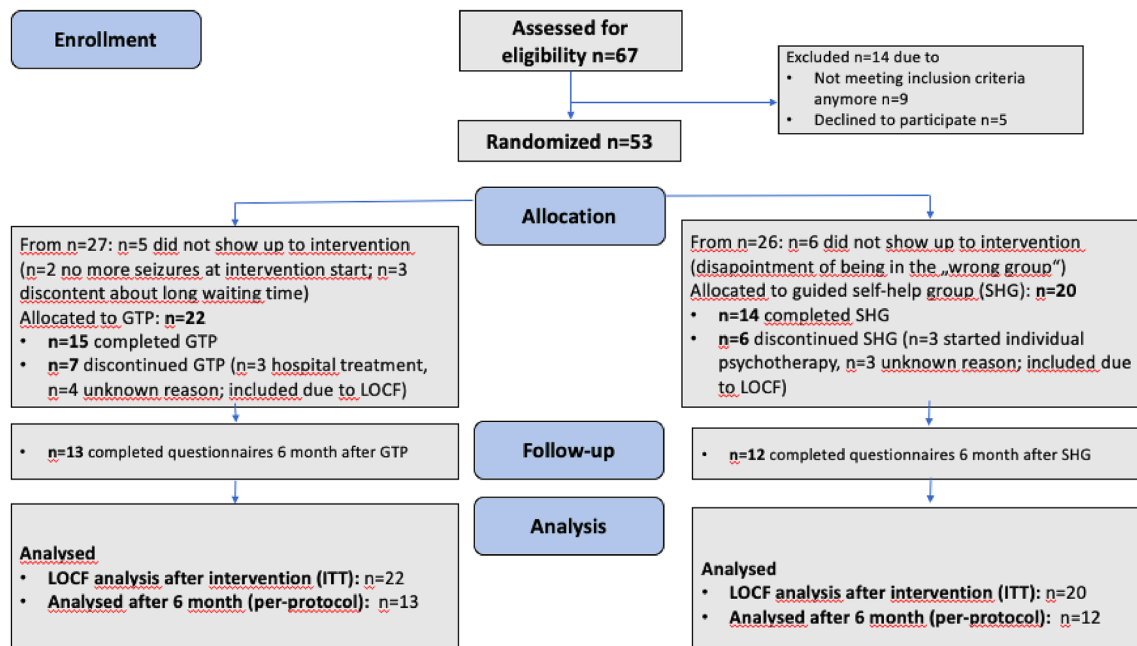 Enrollment
Assessed for
eligibility n=67
Excluded n=14 due to
• Not meeting inclusion criteria
anymore n=9
• Declined to participate n=5
Randomized n=53
Allocation
From n=27: n=5 did not show up to intervention
(n=2 no more seizures at intervention start; n=3
discontent about long waiting time)
Allocated to GTP: n=22
• n=15 completed GTP
• n=7 discontinued GTP (n=3 hospital treatment,
n=4 unknown reason; included due to LOCF)
From n=26: n=6 did not show up to intervention
(disapointment of being in the „wrong group“)
Allocated to guided self-help group (SHG): n=20
• n=14 completed SHG
• n=6 discontinued SHG (n=3 started individual
psychotherapy, n=3 unknown reason; included due
to LOCF)
Follow-up
• n=13 completed questionnaires 6 month after GTP
• n=12 completed questionnaires 6 month after SHG
Analysis
Analysed
• LOCF analysis after intervention (ITT): n=22
• Analysed after 6 month (per-protocol): n=13
Analysed
• LOCF analysis after intervention (ITT): n=20
• Analysed after 6 month (per-protocol): n=12